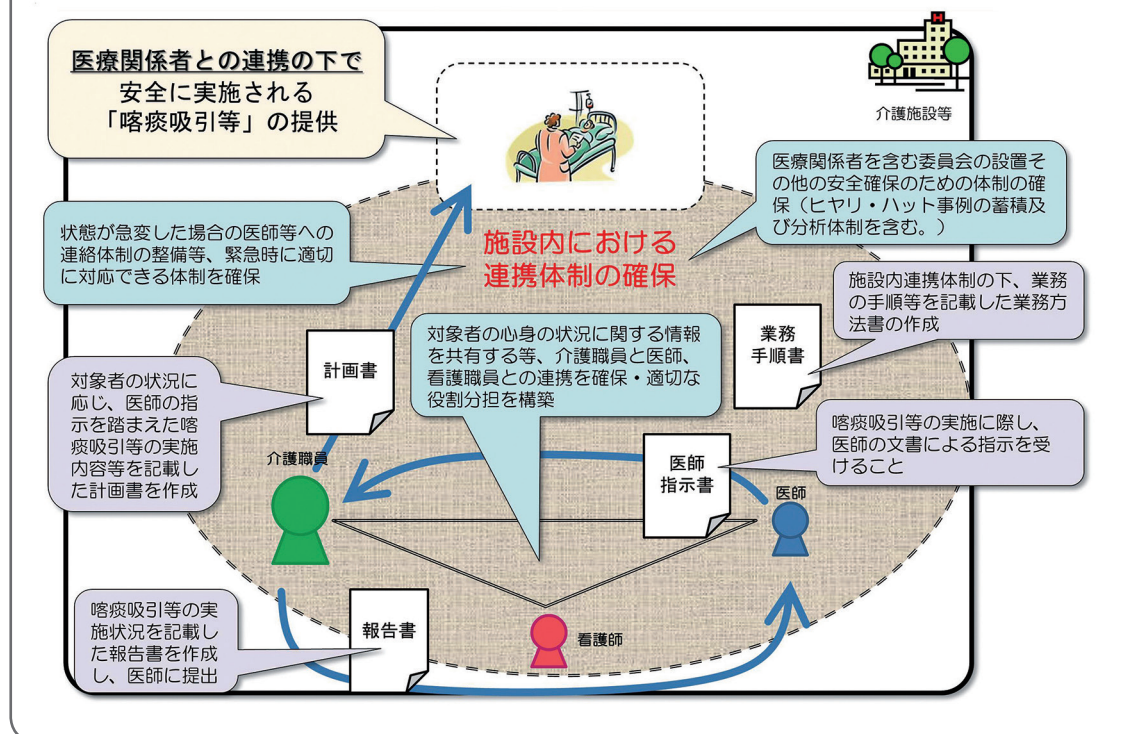 医療関係者との連携の下で
安全に実施される
「喀痰吸引等」の提供
介護施設等
医療関係者を含む委員会の設置そ
の他の安全確保のための体制の確
保（ヒヤリ・ハット事例の蓄積及
び分析体制を含む。）
状態が急変した場合の医師等への
連絡体制の整備等、緊急時に適切
に対応できる体制を確保
施設内における
連携体制の確保
施設内連携体制の下、業務
の手順等を記載した業務方
法書の作成
業務
手順書
対象者の心身の状況に関する情報
を共有する等、介護職員と医師、
看護職員との連携を確保・適切な
役割分担を構築
計画書
対象者の状況に
応じ、医師の指
示を踏まえた喀
痰吸引等の実施
内容等を記載し
た計画書を作成
喀痰吸引等の実施に際し、
医師の文書による指示を受
けること
医師
指示書
介護職員
医師
喀痰吸引等の実
施状況を記載し
た報告書を作成
し、医師に提出
報告書
看護師
H